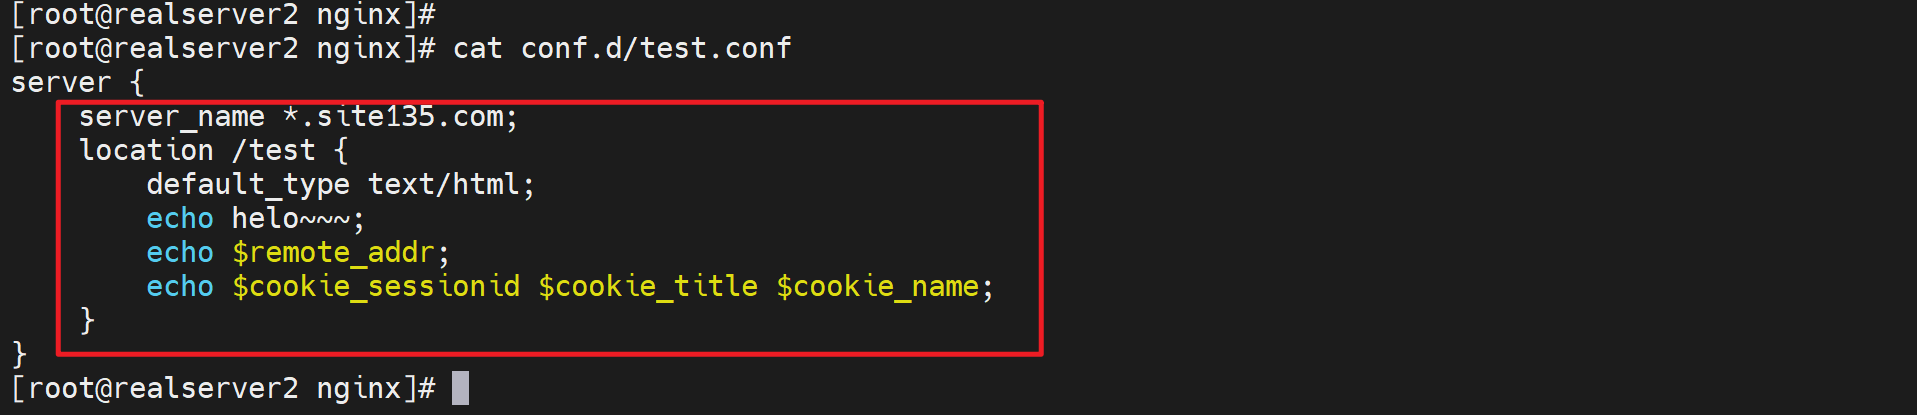 [root@realserver2 nginx]#
[root@realserver2 nginx]# cat conf.d/test.conf
server {
    server_name *.site135.com;
    location /test {
        default_type text/html;
        echo helo~~~;
        echo $remote_addr;
        echo $cookie_sessionid $cookie_title $cookie_name;
    }
}
[root@realserver2 nginx]#